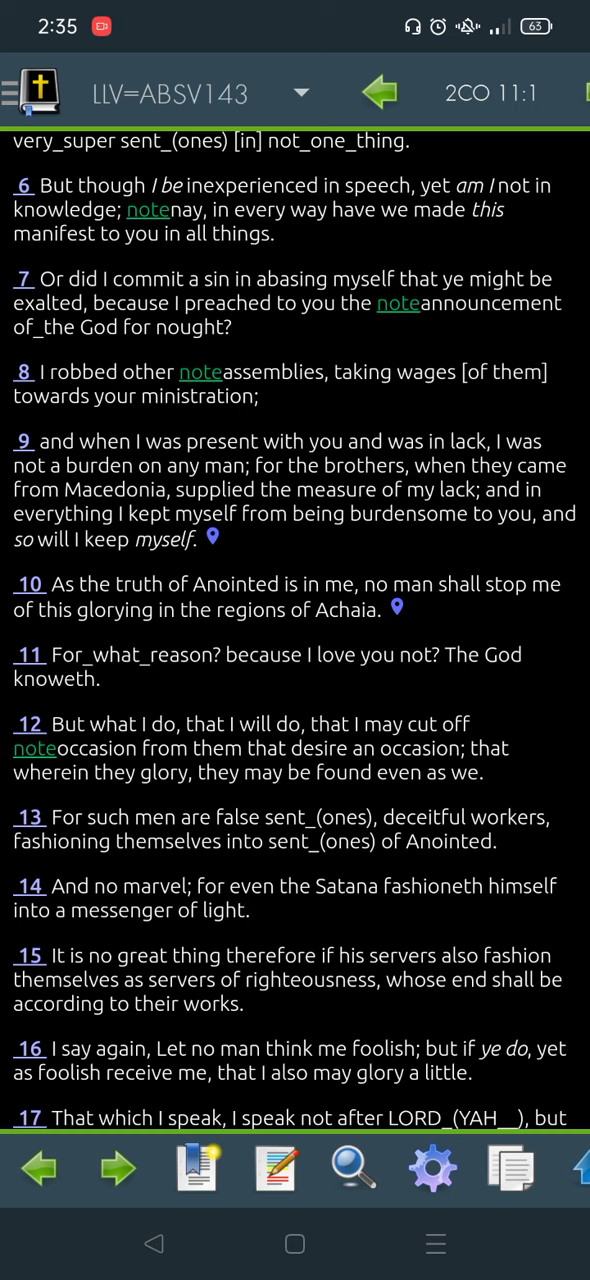 2:35
63
LLV=ABSV143
2CO 11:1
very_super sent_(ones) [in] not_one_thing.
6 But though I be inexperienced in speech, yet am I not in
knowledge; notenay, in every way have we made this
manifest to you in all things.
7 Or did I commit a sin in abasing myself that ye might be
exalted, because I preached to you the noteannouncement
of_the God for nought?
8 I robbed other noteassemblies, taking wages [of them]
towards your ministration;
9 and when I was present with you and was in lack, I was
not a burden on any man; for the brothers, when they came
from Macedonia, supplied the measure of my lack; and in
everything I kept myself from being burdensome to you, and
so will I keep myself.
10 As the truth of Anointed is in me, no man shall stop me
of this glorying in the regions of Achaia.
11 For_what_reason? because I love you not? The God
knoweth.
12 But what I do, that I will do, that I may cut off
noteoccasion from them that desire an occasion; that
wherein they glory, they may be found even as we.
13 For such men are false sent_(ones), deceitful workers,
fashioning themselves into sent_(ones) of Anointed.
14 And no marvel; for even the Satana fashioneth himself
into a messenger of light.
15 It is no great thing therefore if his servers also fashion
themselves as servers of righteousness, whose end shall be
according to their works.
16 I say again, Let no man think me foolish; but if ye do, yet
as foolish receive me, that I also may glory a little.
17 That which I speak, I speak not after LORD_(YAH__), but